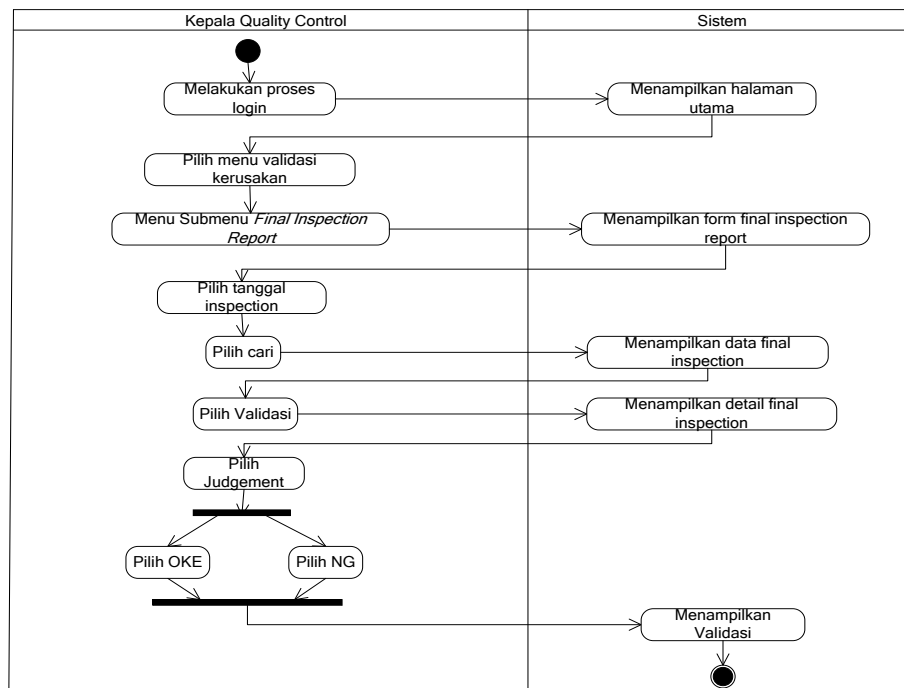 Kepala Quality Control
Sistem
Melakukan proses
login
Menampilkan halaman
utama
Pilih menu validasi
kerusakan
Menu Submenu Final Inspection
Report
Menampilkan form final inspection
report
Pilih tanggal
inspection
Pilih cari
Menampilkan data final
inspection
Pilih Validasi
Menampilkan detail final
inspection
Pilih
Judgement
Pilih OKE
Pilih NG
Menampilkan
Validasi